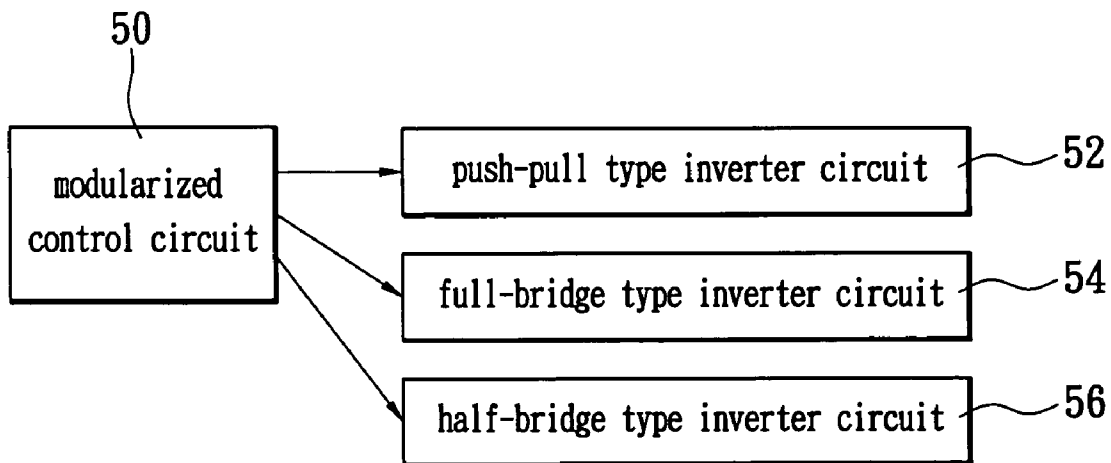 50
modularized
control circuit
push-pull type inverter circuit
52
full-bridge type inverter circuit
54
half-bridge type inverter circuit
56